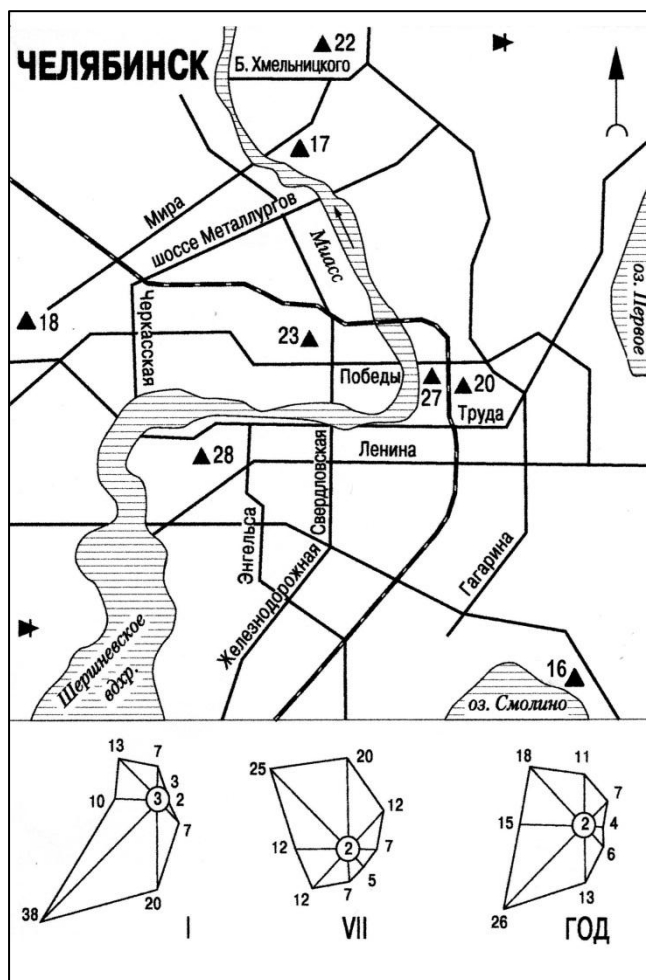 ЧЕЛЯБИНСК
22
Б. Хмельницкого
17
Мира
шоссе Металлургов
Миасс
оз. Первое
18
Черкасская
23
Победы
27
20
Труда
28
Ленина
Свердловская
Энгельса
Железнодорожная
Гагарина
Шершневское
вдхр.
16
оз. Смолино
13 7
3
3 2
10
7
20
38
I
25 20
12
12 2 7
5
12 7
VII
18 11
7
15 2 4
6
13
26
ГОД